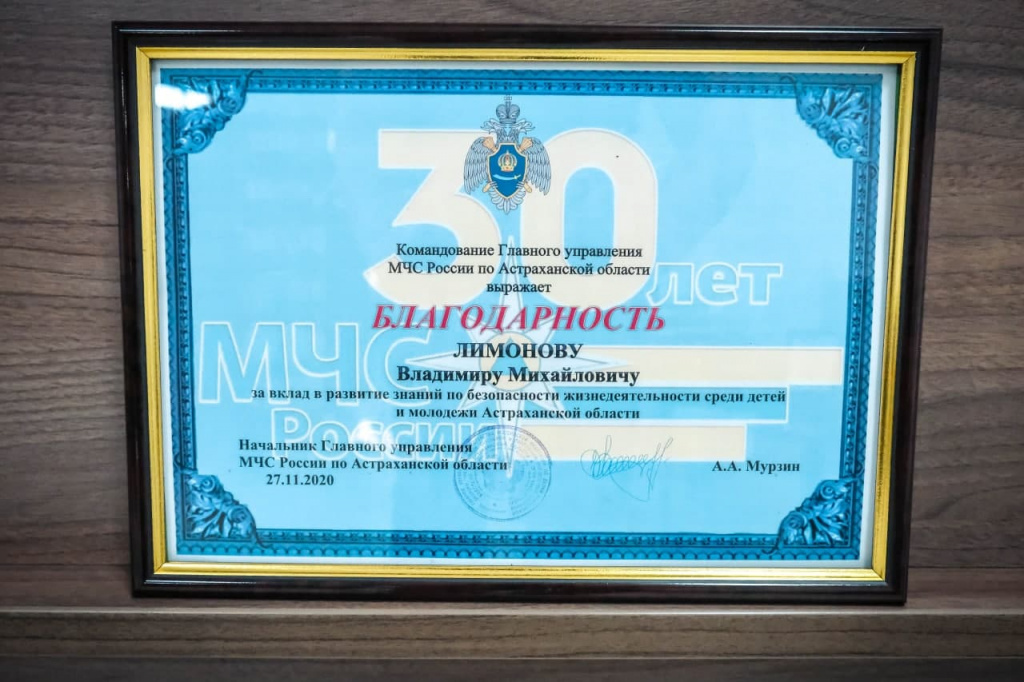 30 лет
МЧС
России
Командование Главного управления
МЧС России по Астраханской области
выражает
БЛАГОДАРНОСТЬ
ЛИМОНОВУ
Владимиру Михайловичу
за вклад в развитие знаний по безопасности жизнедеятельности среди детей
и молодежи Астраханской области
Начальник Главного управления
МЧС России по Астраханской области
А.А. Мурзин
27.11.2020